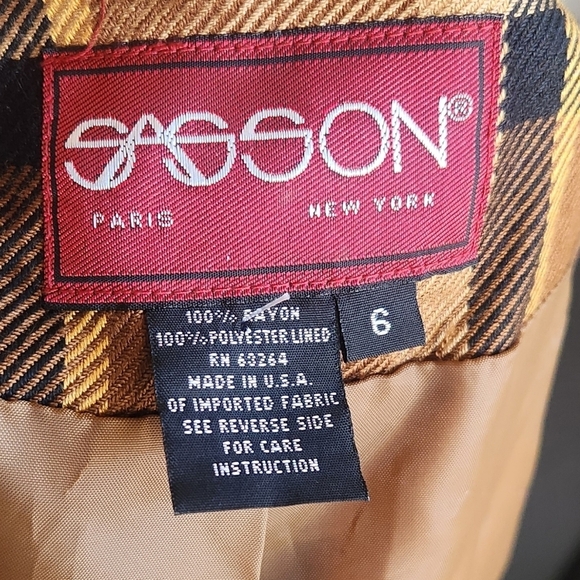 SASSON®
PARIS NEW YORK
100% RAYON
100% POLYESTER LINED
RN 63264
MADE IN U.S.A.
OF IMPORTED FABRIC
SEE REVERSE SIDE
FOR CARE
INSTRUCTION
6